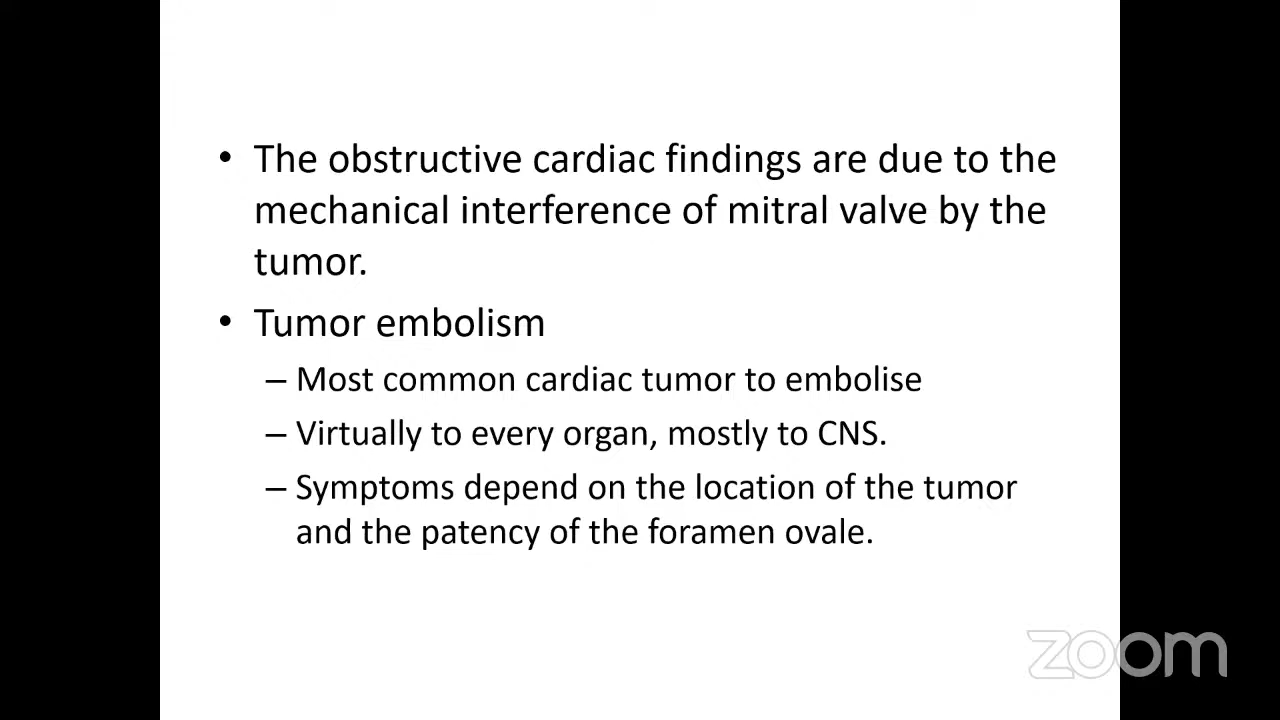 • The obstructive cardiac findings are due to the
mechanical interference of mitral valve by the
tumor.
• Tumor embolism
– Most common cardiac tumor to embolise
– Virtually to every organ, mostly to CNS.
– Symptoms depend on the location of the tumor
and the patency of the foramen ovale.
zoom